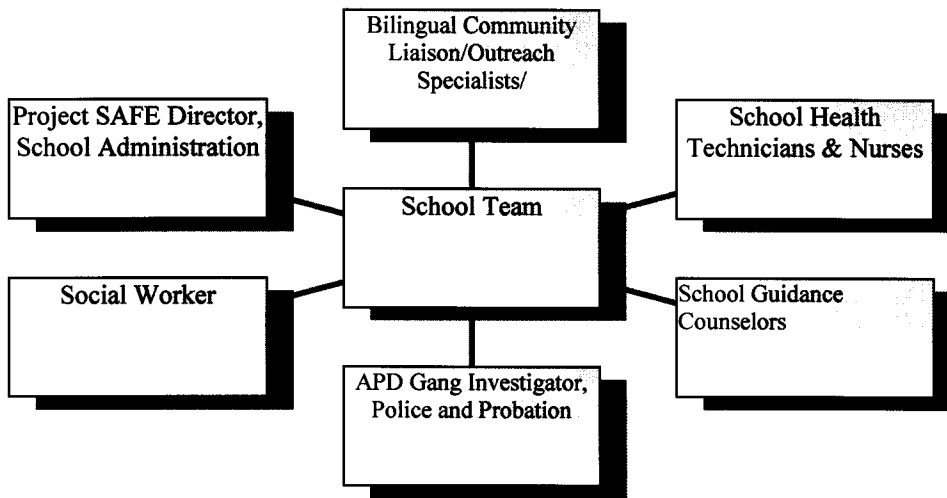 Bilingual Community
Liaison/Outreach
Specialists/
Project SAFE Director,
School Administration
School Health
Technicians & Nurses
School Team
Social Worker
School Guidance
Counselors
APD Gang Investigator,
Police and Probation